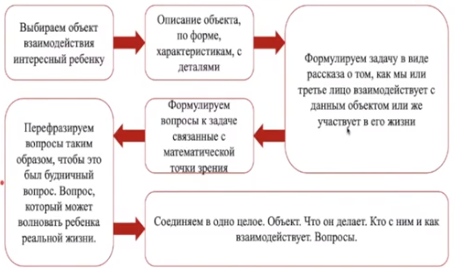 Выбираем объект
взаимодействия
интересный ребенку
Описание объекта,
по форме,
характеристикам, с
деталями
Формулируем задачу в виде
рассказа о том, как мы или
третье лицо взаимодействует с
данным объектом или же
участвует в его жизни
Формулируем
вопросы к задаче
связанные с
математической
точки зрения
Перефразируем
вопросы таким
образом, чтобы это
был будничный
вопрос. Вопрос,
который может
волновать ребенка
реальной жизни.
Соединяем в одно целое. Объект. Что он делает. Кто с ним и как
взаимодействует. Вопросы.